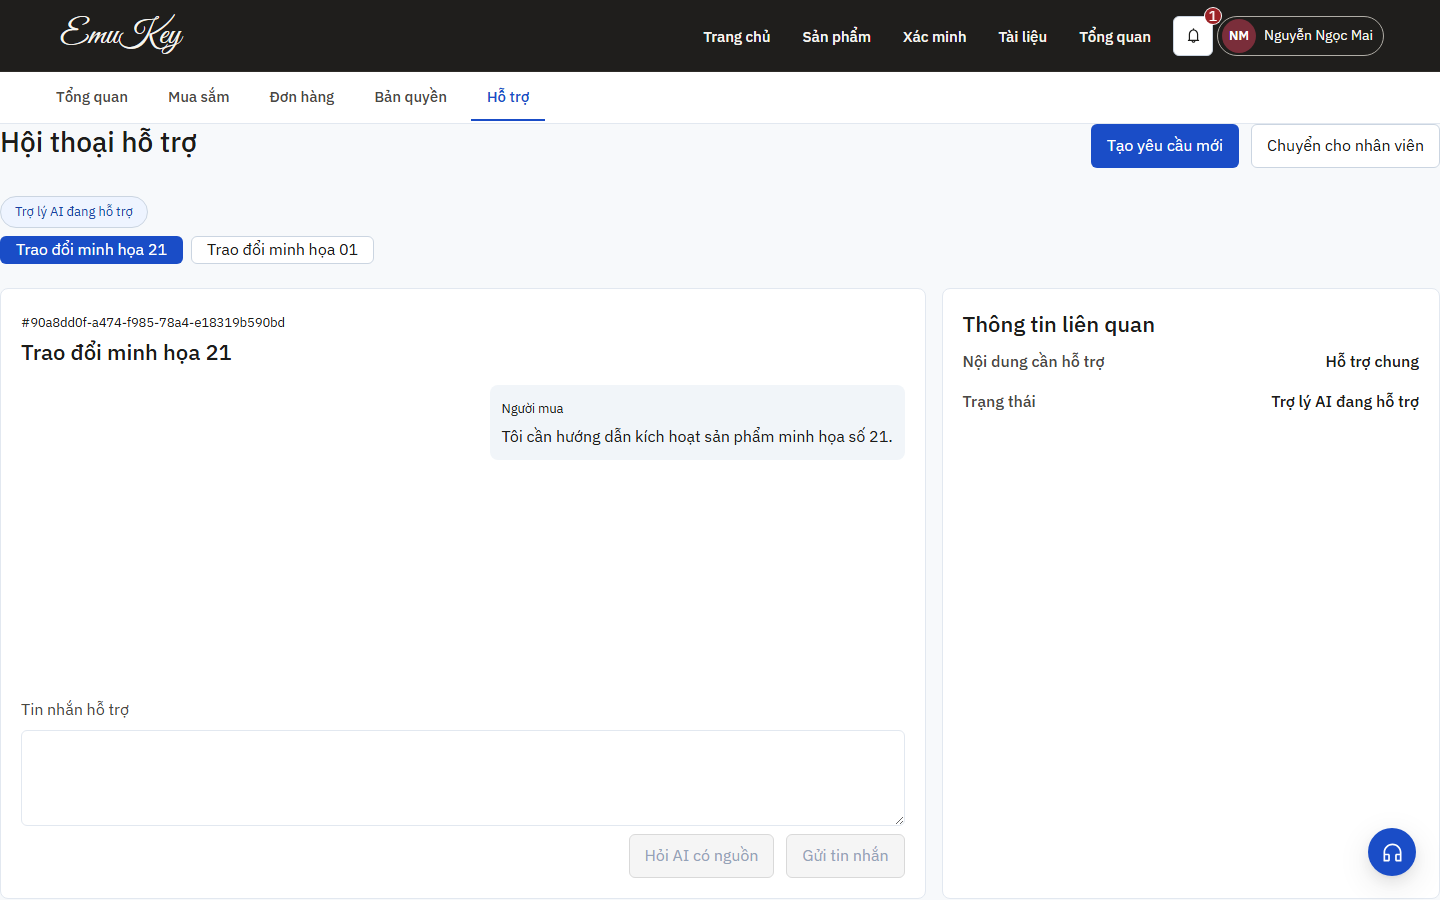 EmuKey
Trang chủ
Sản phẩm
Xác minh
Tài liệu
Tổng quan
1
NM
Nguyễn Ngọc Mai
Tổng quan
Mua sắm
Đơn hàng
Bản quyền
Hỗ trợ
Hội thoại hỗ trợ
Tạo yêu cầu mới
Chuyển cho nhân viên
Trợ lý AI đang hỗ trợ
Trao đổi minh họa 21
Trao đổi minh họa 01
#90a8dd0f-a474-f985-78a4-e18319b590bd
Trao đổi minh họa 21
Người mua
Tôi cần hướng dẫn kích hoạt sản phẩm minh họa số 21.
Tin nhắn hỗ trợ
Hỏi AI có nguồn
Gửi tin nhắn
Thông tin liên quan
Nội dung cần hỗ trợ
Hỗ trợ chung
Trạng thái
Trợ lý AI đang hỗ trợ